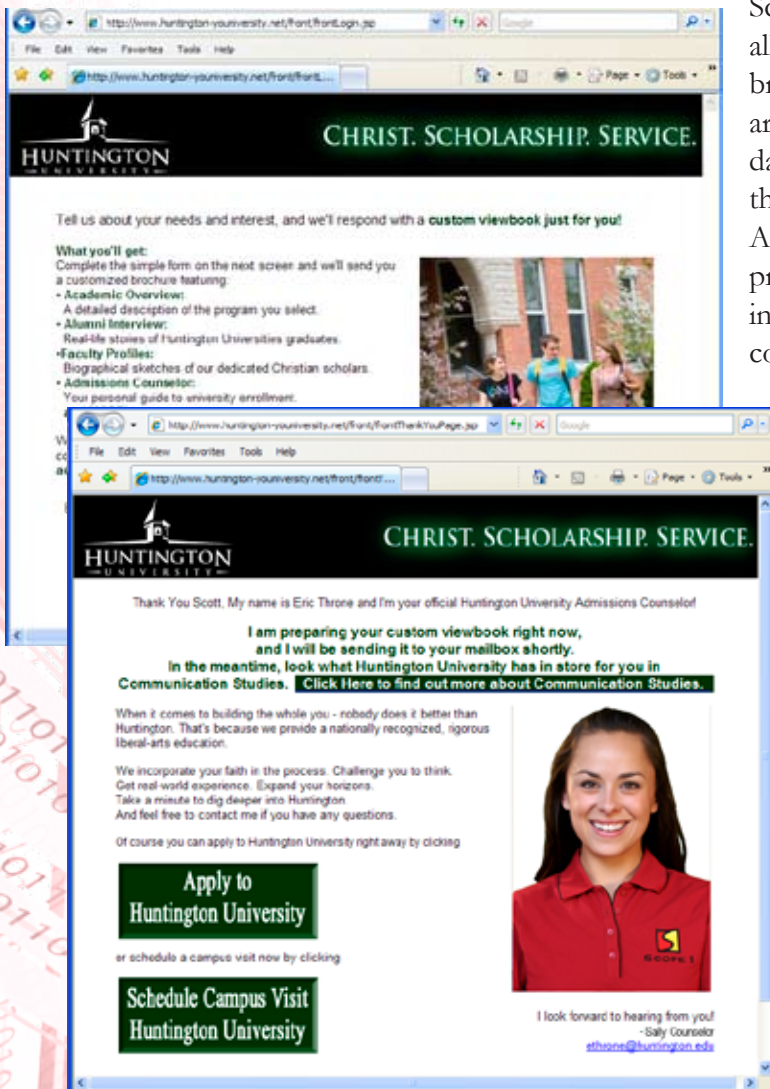 http://www.huntington-youniversity.net/front/frontLogin.jsp
Google
File Edit View Favorites Tools Help
http://www.huntington-youniversity.net/front/frontL...
Page
Tools
HUNTINGTON
UNIVERSITY
CHRIST. SCHOLARSHIP. SERVICE.
Tell us about your needs and interest, and we'll respond with a custom viewbook just for you!
What you'll get:
Complete the simple form on the next screen and we'll send you
a customized brochure featuring:
• Academic Overview:
A detailed description of the program you select.
• Alumni Interview:
Real-life stories of Huntington Universities graduates.
•Faculty Profiles:
Biographical sketches of our dedicated Christian scholars.
• Admissions Counselor:
Your personal guide to university enrollment.
http://www.huntington-youniversity.net/front/frontThankYouPage.jsp
Google
File Edit View Favorites Tools Help
http://www.huntington-youniversity.net/front/frontF...
Page
Tools
HUNTINGTON
UNIVERSITY
CHRIST. SCHOLARSHIP. SERVICE.
Thank You Scott, My name is Eric Throne and I'm your official Huntington University Admissions Counselor!
I am preparing your custom viewbook right now,
and I will be sending it to your mailbox shortly.
In the meantime, look what Huntington University has in store for you in
Communication Studies. Click Here to find out more about Communication Studies.
When it comes to building the whole you - nobody does it better than
Huntington. That's because we provide a nationally recognized, rigorous
liberal-arts education.
We incorporate your faith in the process. Challenge you to think.
Get real-world experience. Expand your horizons.
Take a minute to dig deeper into Huntington.
And feel free to contact me if you have any questions.
Of course you can apply to Huntington University right away by clicking
Apply to
Huntington University
or schedule a campus visit now by clicking
Schedule Campus Visit
Huntington University
Score 1
I look forward to hearing from you!
- Sally Counselor
ethrone@huntington.edu